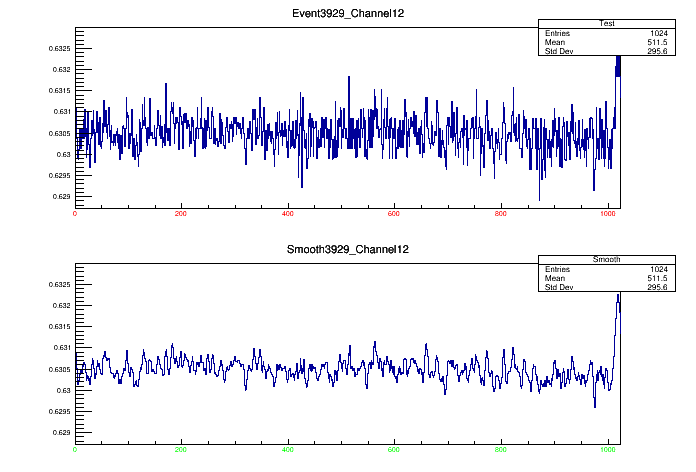 Event3929_Channel12
Test
Entries 1024
Mean 511.5
Std Dev 295.6
0.6325
0.632
0.6315
0.631
0.6305
0.63
0.6295
0.629
0 200 400 600 800 1000
Smooth3929_Channel12
Smooth
Entries 1024
Mean 511.5
Std Dev 295.6
0.6325
0.632
0.6315
0.631
0.6305
0.63
0.6295
0.629
0 200 400 600 800 1000